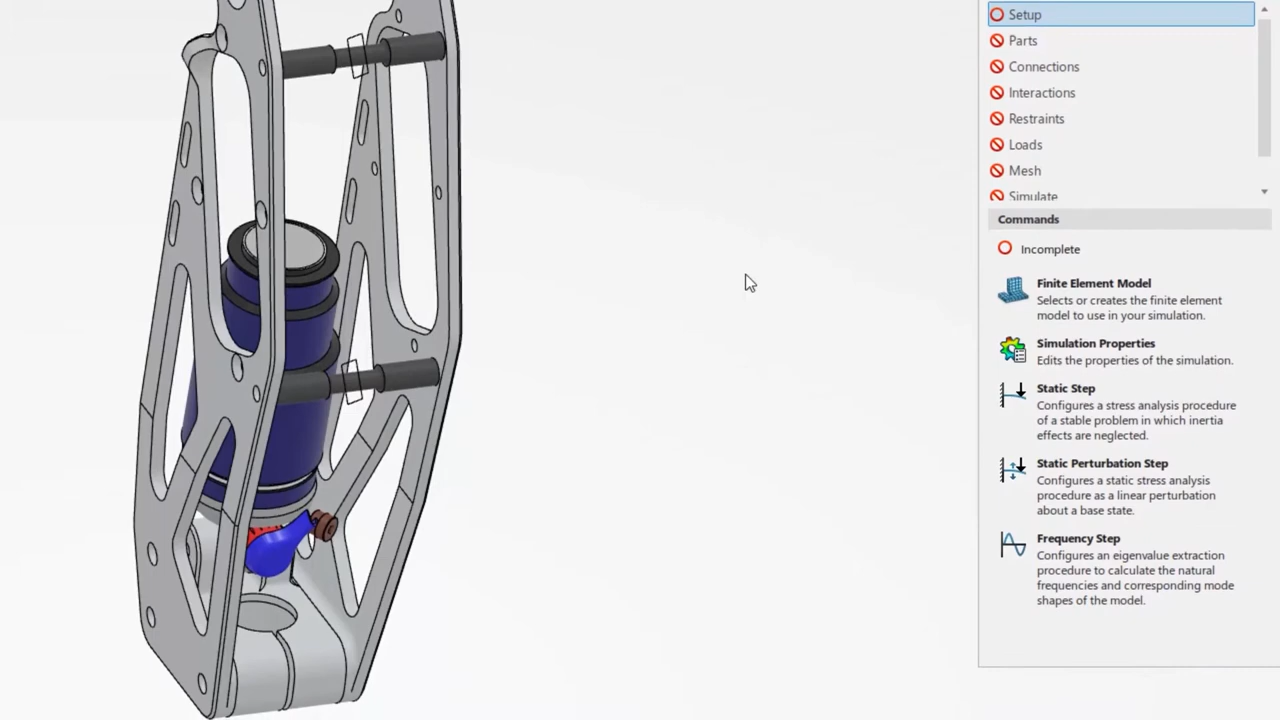 Setup
Parts
Connections
Interactions
Restraints
Loads
Mesh
Simulate
Commands
Incomplete
Finite Element Model
Selects or creates the finite element
model to use in your simulation.
Simulation Properties
Edits the properties of the simulation.
Static Step
Configures a stress analysis procedure
of a stable problem in which inertia
effects are neglected.
Static Perturbation Step
Configures a static stress analysis
procedure as a linear perturbation
about a base state.
Frequency Step
Configures an eigenvalue extraction
procedure to calculate the natural
frequencies and corresponding mode
shapes of the model.